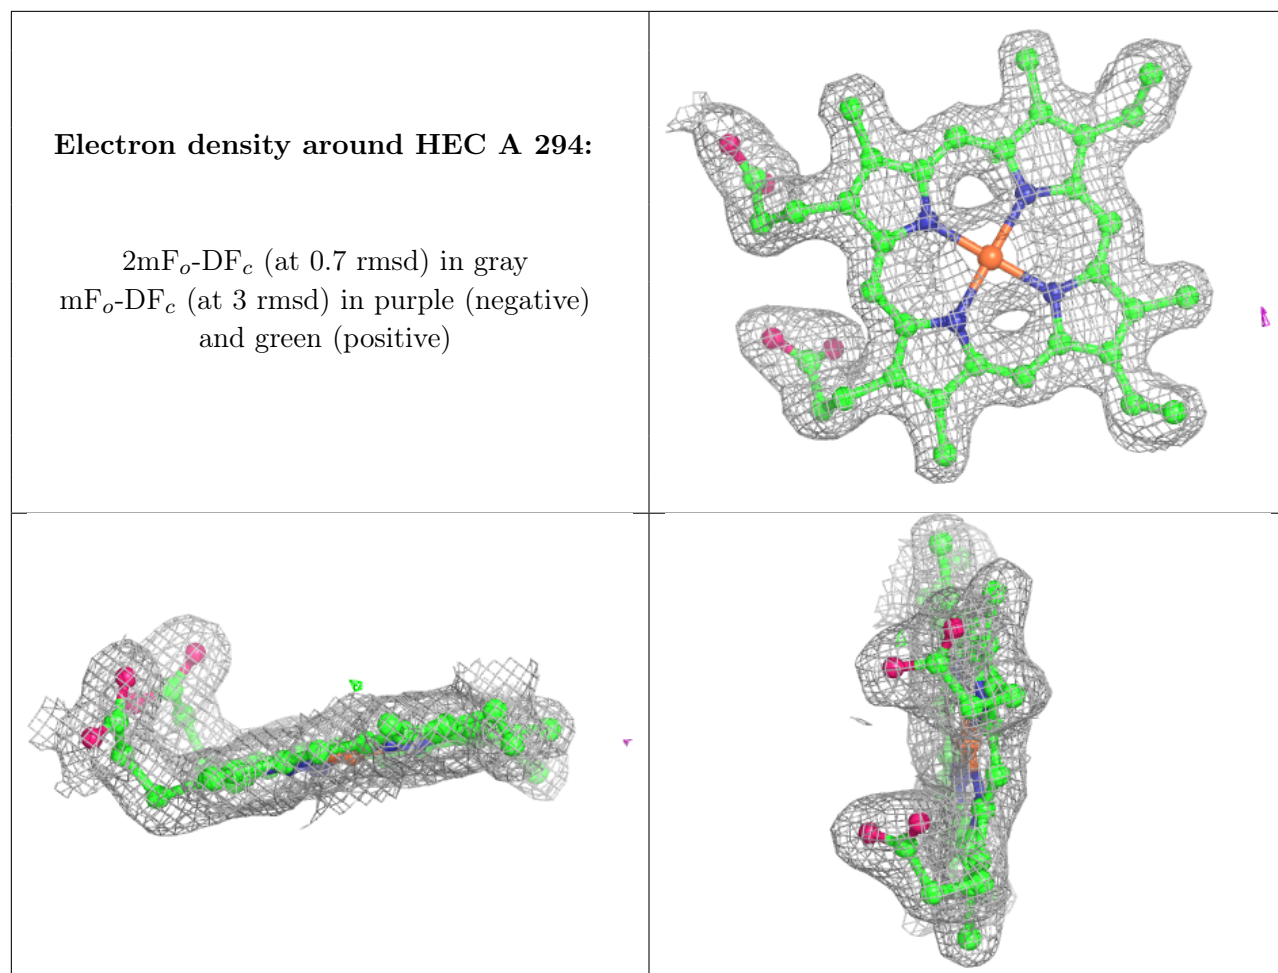 Electron density around HEC A 294:
2mFo-DFc (at 0.7 rmsd) in gray
mFo-DFc (at 3 rmsd) in purple (negative)
and green (positive)